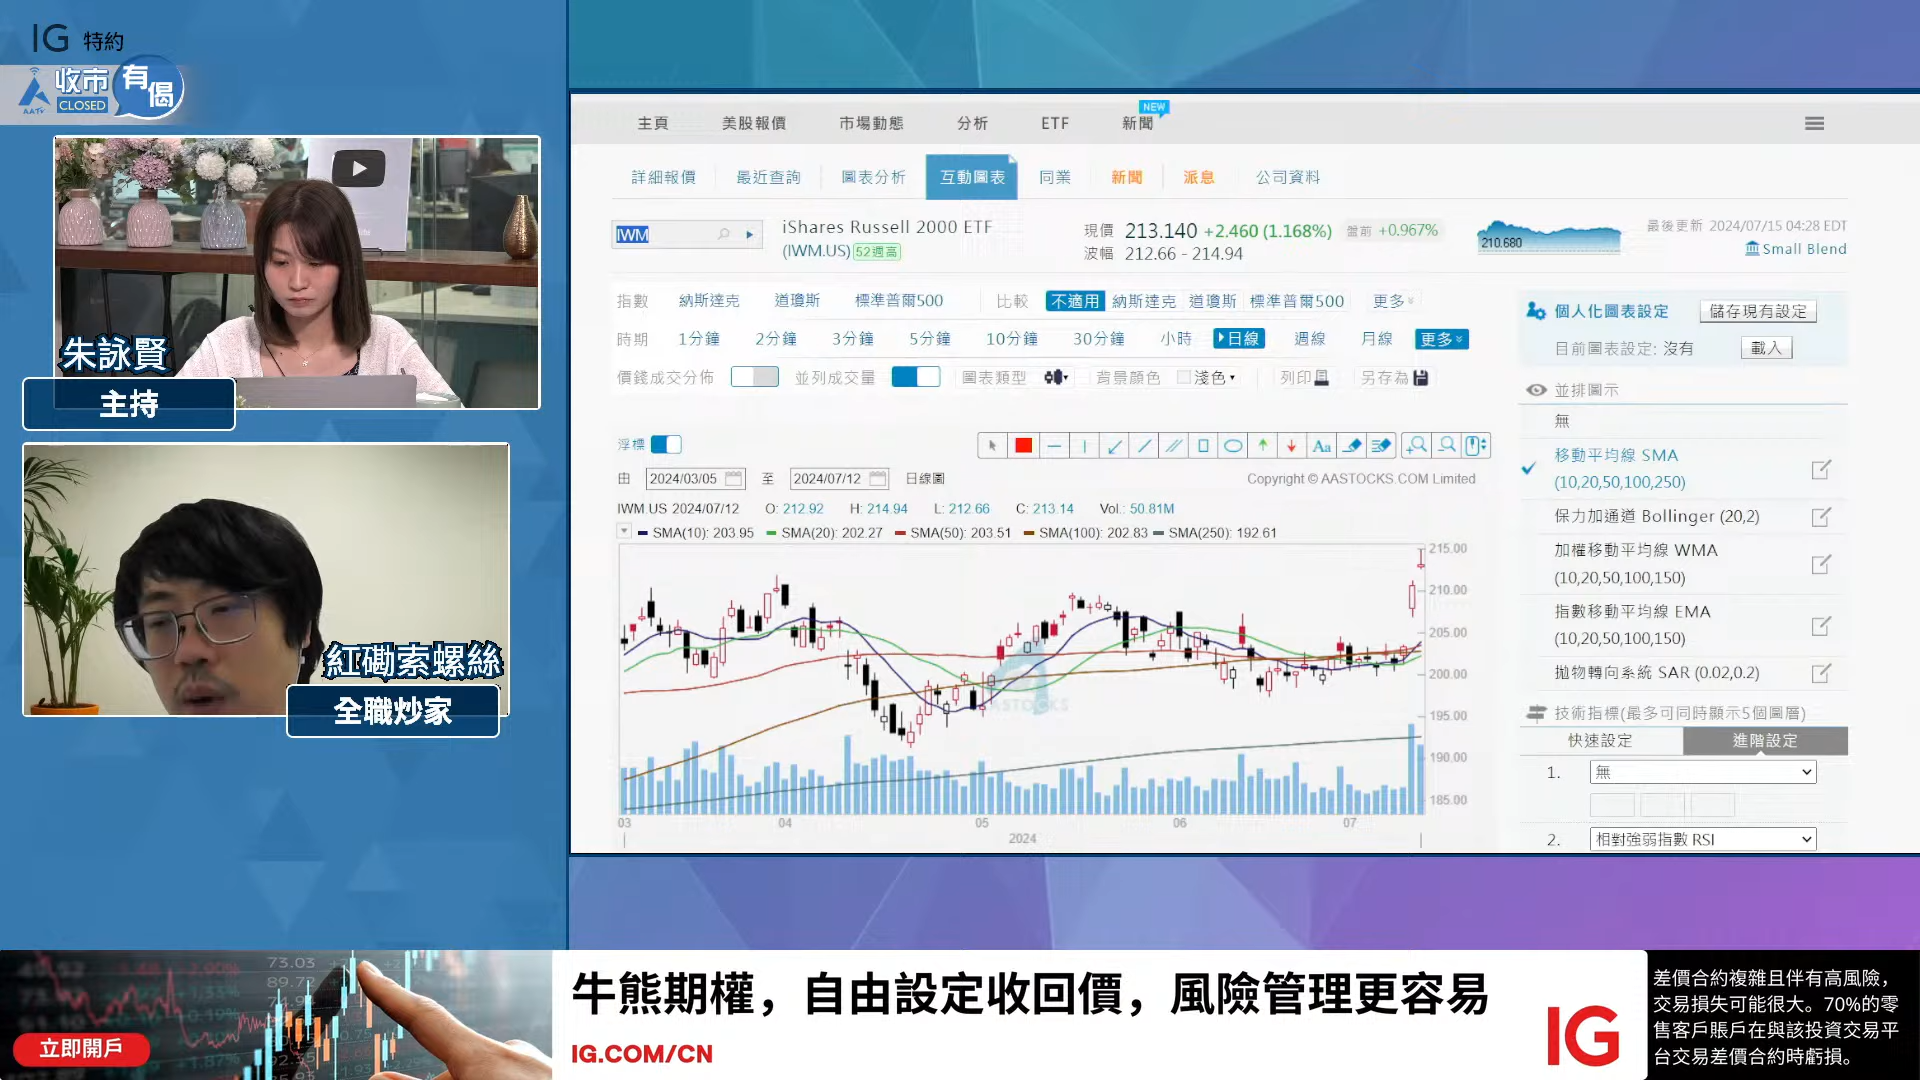 IG 特約
收市 有偈
CLOSED
AATV
朱詠賢
主持
紅磡索螺絲
全職炒家
主頁 美股報價 市場動態 分析 ETF 新聞 NEW
詳細報價 最近查詢 圖表分析 互動圖表 同業 新聞 派息 公司資料
IWM
iShares Russell 2000 ETF
(IWM.US) 52週高
現價 213.140 +2.460 (1.168%) 盤前 +0.967%
波幅 212.66 - 214.94
210.680
最後更新 2024/07/15 04:28 EDT
Small Blend
指數 納斯達克 道瓊斯 標準普爾500 比較 不適用 納斯達克 道瓊斯 標準普爾500 更多
時期 1分鐘 2分鐘 3分鐘 5分鐘 10分鐘 30分鐘 小時 日線 週線 月線 更多
價錢成交分佈 並列成交量 圖表類型 背景顏色 淺色 列印 另存為
浮標
Aa
由 2024/03/05 至 2024/07/12 日線圖
Copyright © AASTOCKS.COM Limited
IWM.US 2024/07/12 O: 212.92 H: 214.94 L: 212.66 C: 213.14 Vol.: 50.81M
SMA(10): 203.95 SMA(20): 202.27 SMA(50): 203.51 SMA(100): 202.83 SMA(250): 192.61
215.00
210.00
205.00
200.00
195.00
190.00
185.00
AASTOCKS
03 04 05 06 07
2024
個人化圖表設定 儲存現有設定
目前圖表設定: 沒有 載入
並排圖示
無
移動平均線 SMA
(10,20,50,100,250)
保力加通道 Bollinger (20,2)
加權移動平均線 WMA
(10,20,50,100,150)
指數移動平均線 EMA
(10,20,50,100,150)
拋物轉向系統 SAR (0.02,0.2)
技術指標(最多可同時顯示5個圖層)
快速設定 進階設定
1. 無
2. 相對強弱指數 RSI
73.03
89.72
立即開戶
牛熊期權，自由設定收回價，風險管理更容易
IG.COM/CN
IG
差價合約複雜且伴有高風險，
交易損失可能很大。70%的零
售客戶賬戶在與該投資交易平
台交易差價合約時虧損。